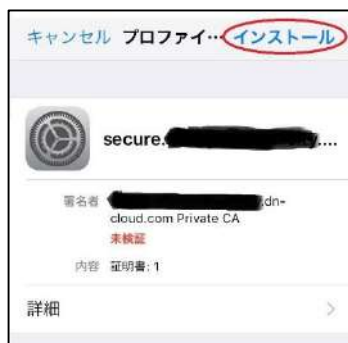 キャンセル プロファイ… インストール
secure.
署名者 .dn-
cloud.com Private CA
未検証
内容 証明書: 1
詳細